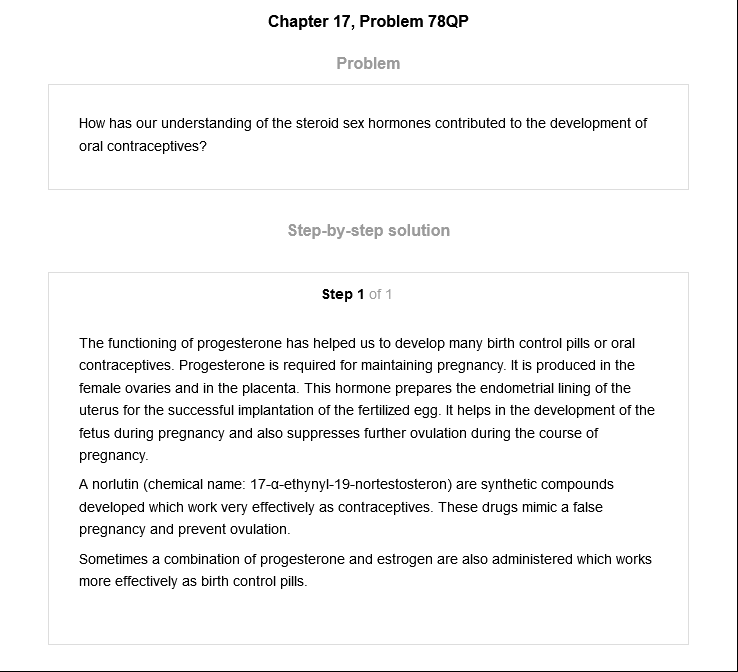 Chapter 17, Problem 78QP
Problem
How has our understanding of the steroid sex hormones contributed to the development of
oral contraceptives?
Step-by-step solution
Step 1 of 1
The functioning of progesterone has helped us to develop many birth control pills or oral
contraceptives. Progesterone is required for maintaining pregnancy. It is produced in the
female ovaries and in the placenta. This hormone prepares the endometrial lining of the
uterus for the successful implantation of the fertilized egg. It helps in the development of the
fetus during pregnancy and also suppresses further ovulation during the course of
pregnancy.
A norlutin (chemical name: 17-α-ethynyl-19-nortestosteron) are synthetic compounds
developed which work very effectively as contraceptives. These drugs mimic a false
pregnancy and prevent ovulation.
Sometimes a combination of progesterone and estrogen are also administered which works
more effectively as birth control pills.